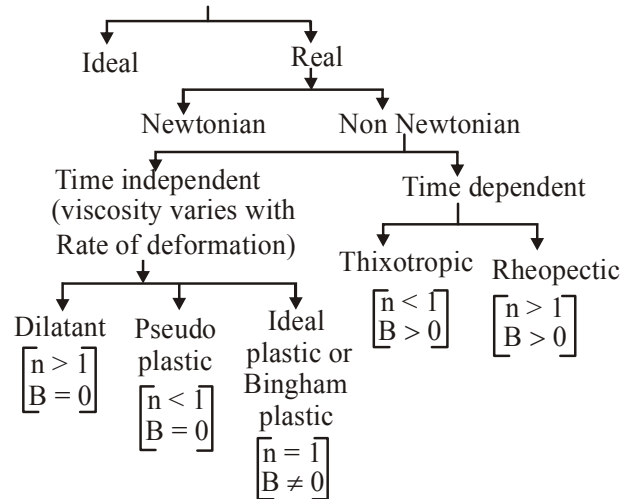 Ideal
Real
Newtonian
Non Newtonian
Time independent
(viscosity varies with
Rate of deformation)
Time dependent
Thixotropic
[n < 1
B > 0]
Rheopectic
[n > 1
B > 0]
Dilatant
[n > 1
B = 0]
Pseudo
plastic
[n < 1
B = 0]
Ideal
plastic or
Bingham
plastic
[n = 1
B ≠ 0]